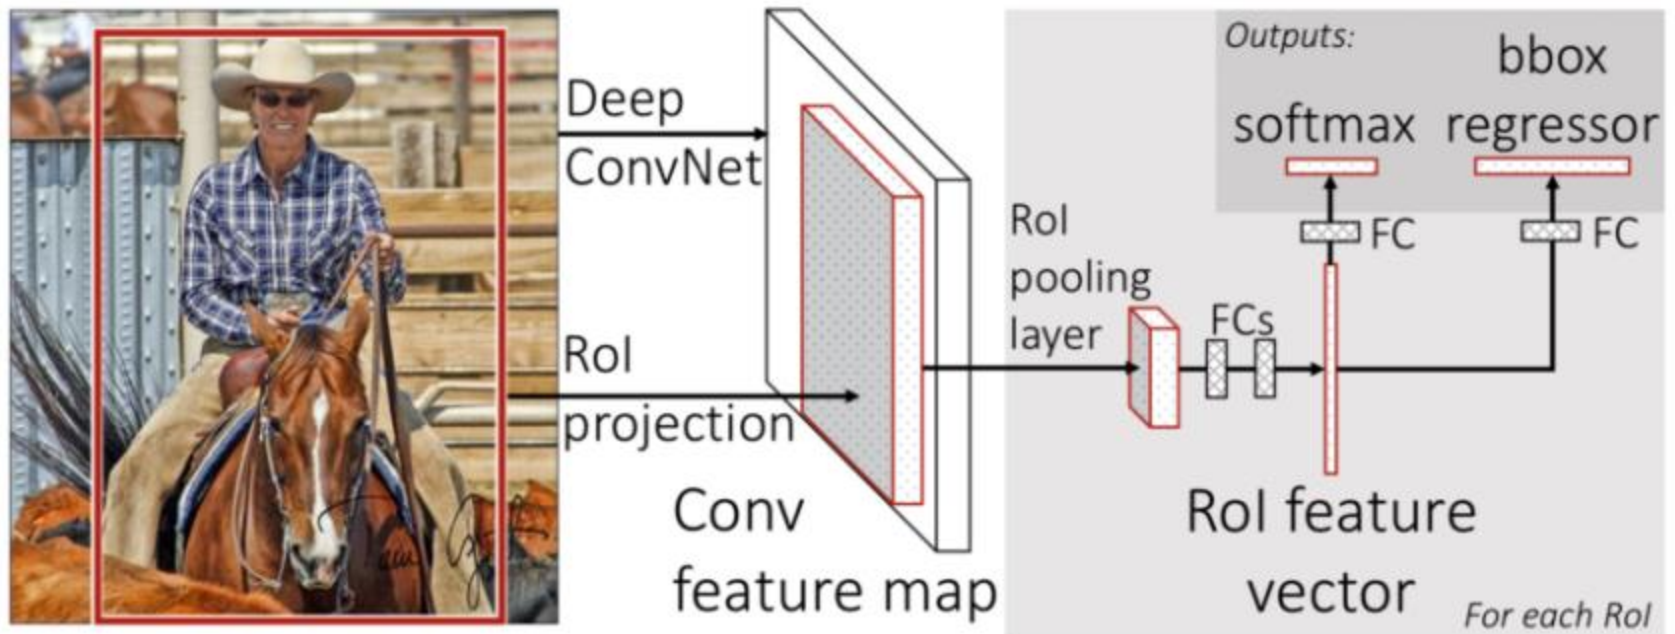 Deep
ConvNet
RoI
projection
Conv
feature map
RoI
pooling
layer
FCs
RoI feature
vector
For each RoI
Outputs:
softmax
bbox
regressor
FC
FC